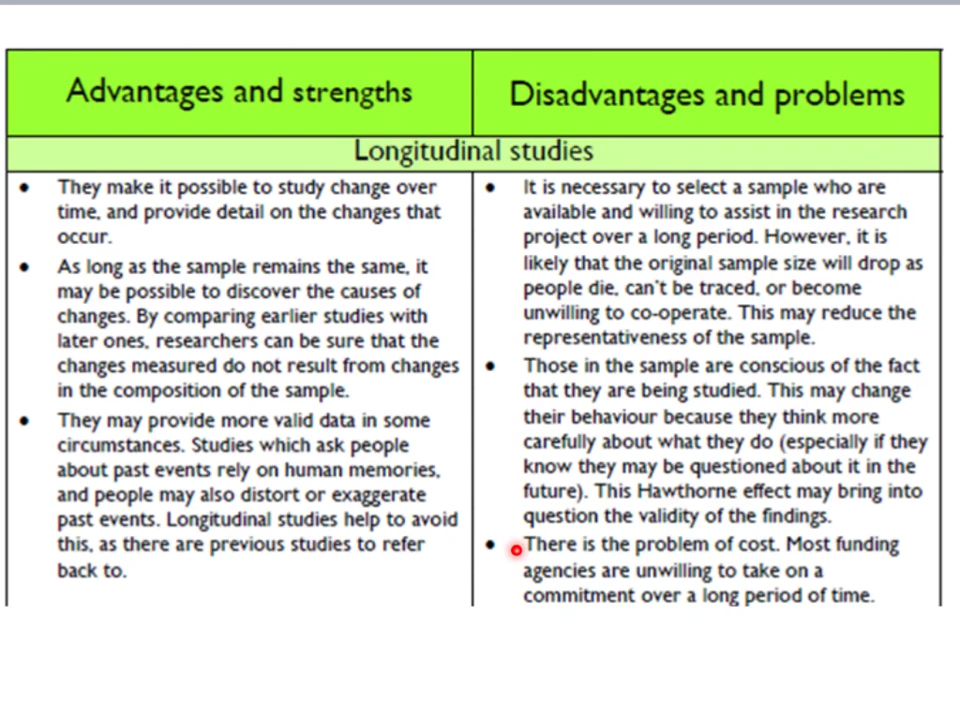 Advantages and strengths
Disadvantages and problems
Longitudinal studies
• They make it possible to study change over
time, and provide detail on the changes that
occur.
• As long as the sample remains the same, it
may be possible to discover the causes of
changes. By comparing earlier studies with
later ones, researchers can be sure that the
changes measured do not result from changes
in the composition of the sample.
• They may provide more valid data in some
circumstances. Studies which ask people
about past events rely on human memories,
and people may also distort or exaggerate
past events. Longitudinal studies help to avoid
this, as there are previous studies to refer
back to.
• It is necessary to select a sample who are
available and willing to assist in the research
project over a long period. However, it is
likely that the original sample size will drop as
people die, can't be traced, or become
unwilling to co-operate. This may reduce the
representativeness of the sample.
• Those in the sample are conscious of the fact
that they are being studied. This may change
their behaviour because they think more
carefully about what they do (especially if they
know they may be questioned about it in the
future). This Hawthorne effect may bring into
question the validity of the findings.
• There is the problem of cost. Most funding
agencies are unwilling to take on a
commitment over a long period of time.